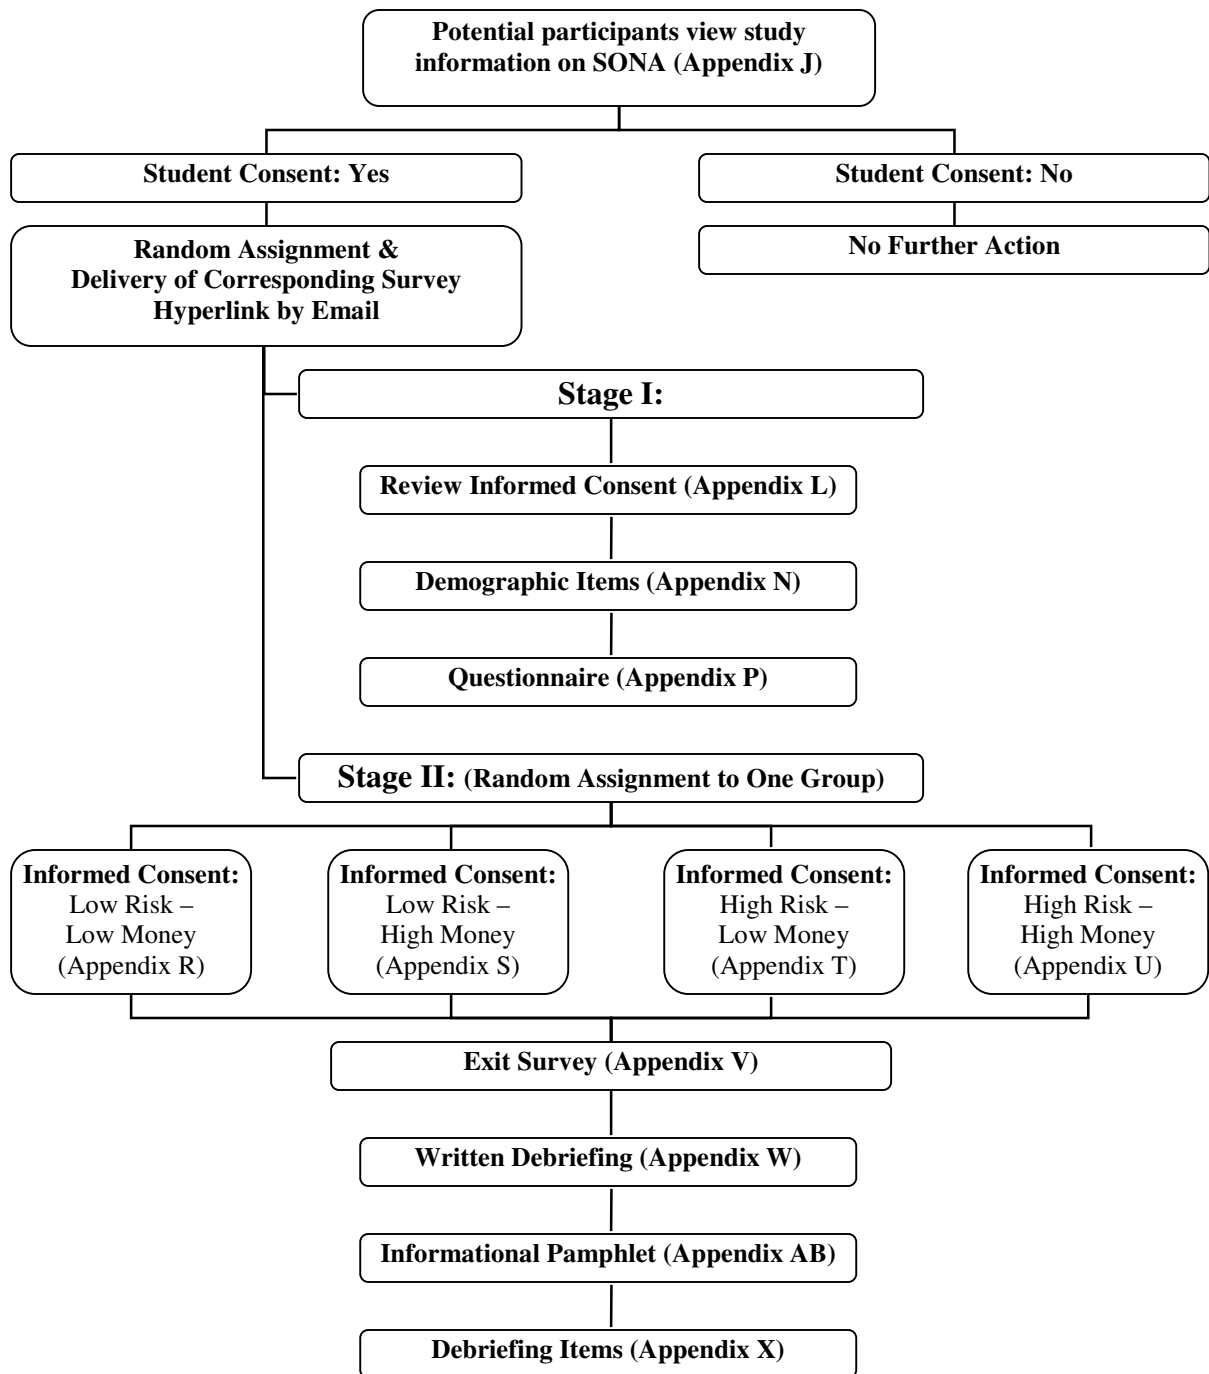 Potential participants view study
information on SONA (Appendix J)
Student Consent: Yes
Student Consent: No
Random Assignment &
Delivery of Corresponding Survey
Hyperlink by Email
No Further Action
Stage I:
Review Informed Consent (Appendix L)
Demographic Items (Appendix N)
Questionnaire (Appendix P)
Stage II: (Random Assignment to One Group)
Informed Consent:
Low Risk –
Low Money
(Appendix R)
Informed Consent:
Low Risk –
High Money
(Appendix S)
Informed Consent:
High Risk –
Low Money
(Appendix T)
Informed Consent:
High Risk –
High Money
(Appendix U)
Exit Survey (Appendix V)
Written Debriefing (Appendix W)
Informational Pamphlet (Appendix AB)
Debriefing Items (Appendix X)